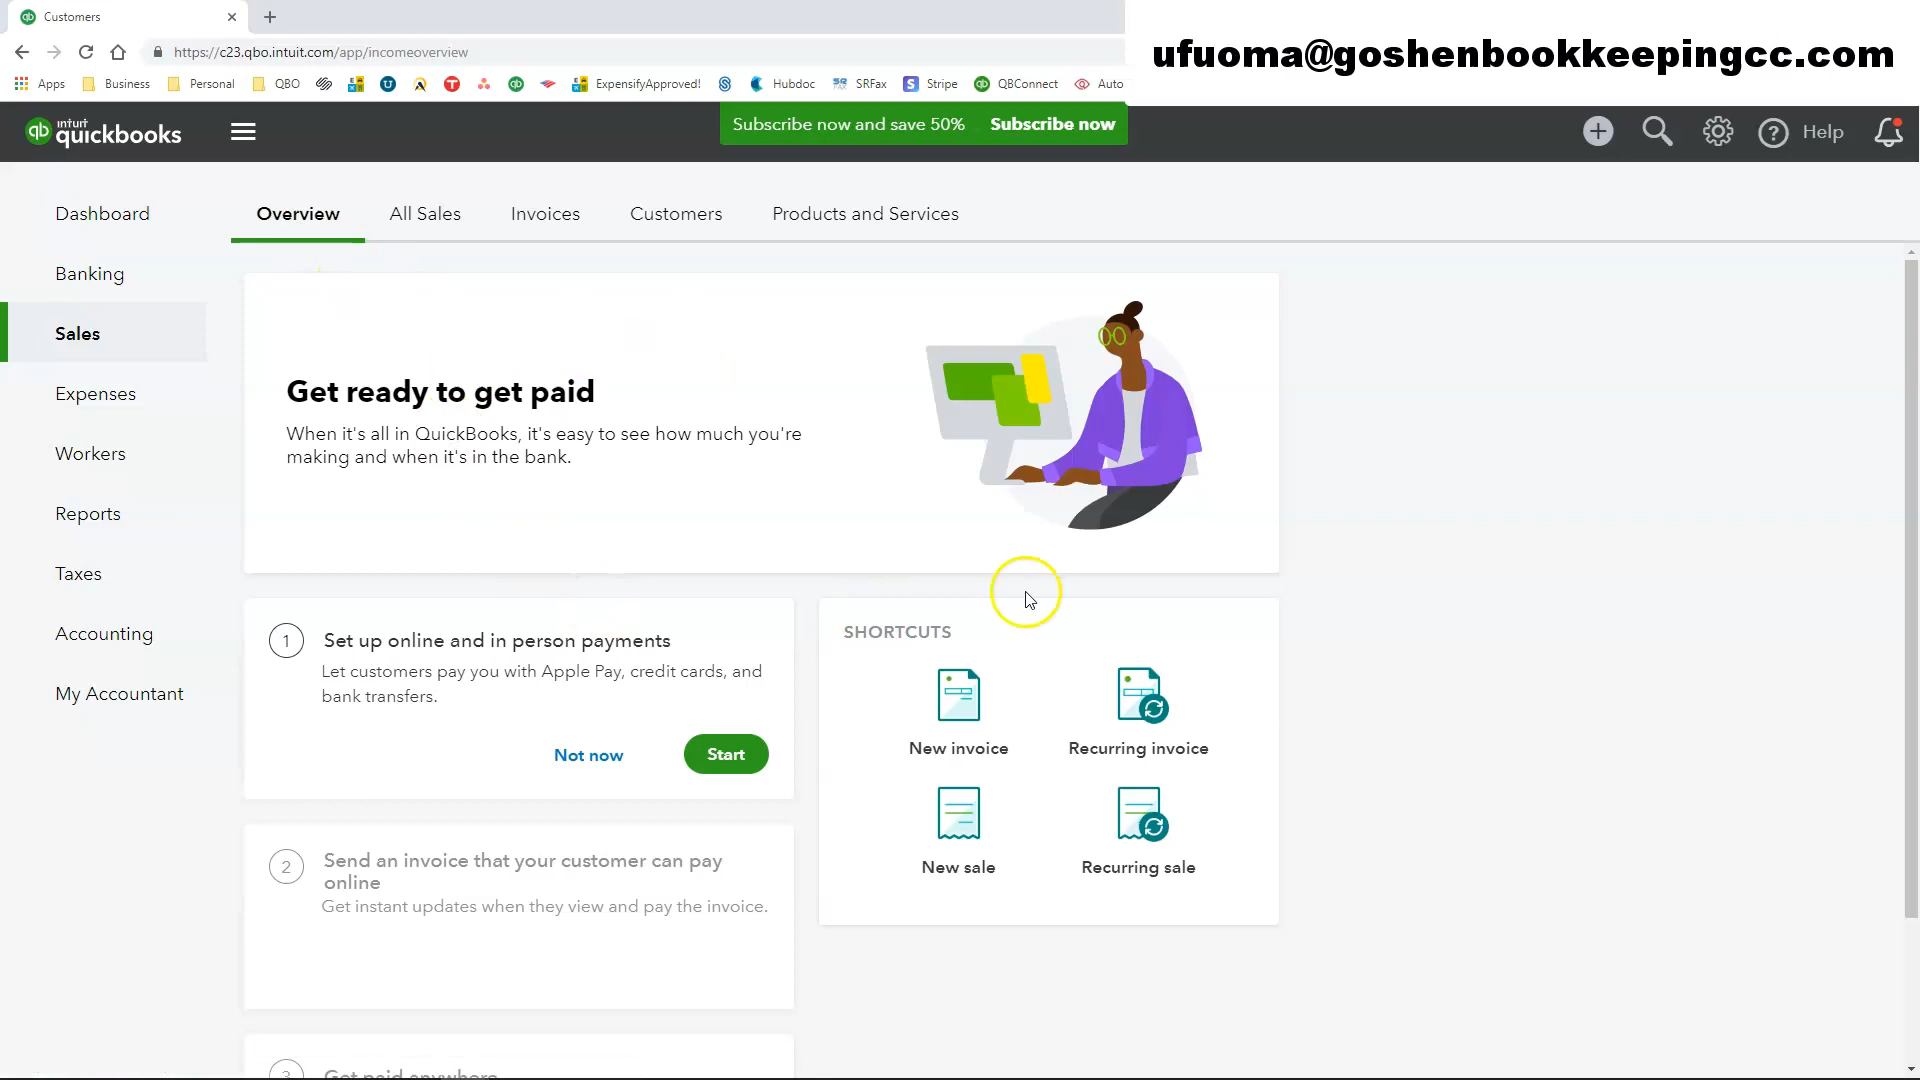 Customers
ufuoma@goshenbookkeepingcc.com
https://c23.qbo.intuit.com/app/incomeoverview
Apps Business Personal QBO ExpensifyApproved! Hubdoc SRFax Stripe QBConnect Auto
intuit
quickbooks
Subscribe now and save 50% Subscribe now
Help
Dashboard
Banking
Sales
Expenses
Workers
Reports
Taxes
Accounting
My Accountant
Overview All Sales Invoices Customers Products and Services
Get ready to get paid
When it's all in QuickBooks, it's easy to see how much you're
making and when it's in the bank.
1 Set up online and in person payments
Let customers pay you with Apple Pay, credit cards, and
bank transfers.
Not now Start
2 Send an invoice that your customer can pay
online
Get instant updates when they view and pay the invoice.
3 Get paid anywhere
SHORTCUTS
New invoice Recurring invoice
New sale Recurring sale